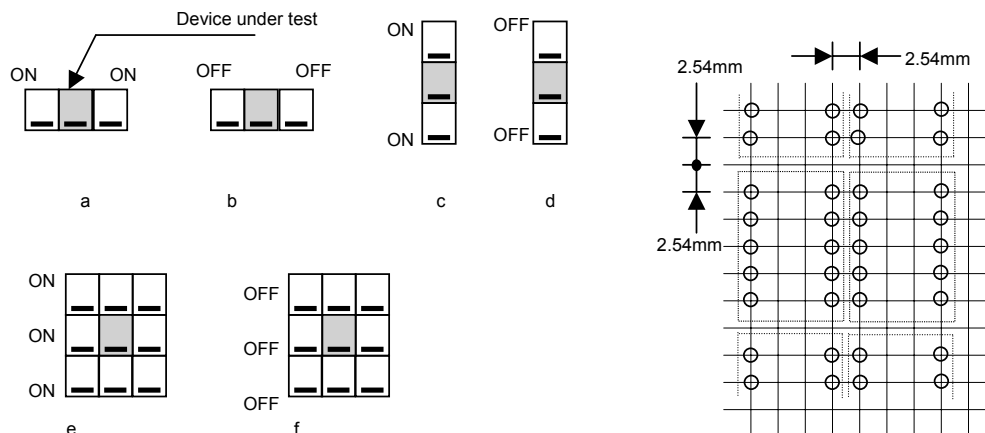 Device under test
ON ON
OFF OFF
ON
ON
OFF
OFF
a b c d
ON
ON
ON
OFF
OFF
OFF
e f
2.54mm 2.54mm
2.54mm